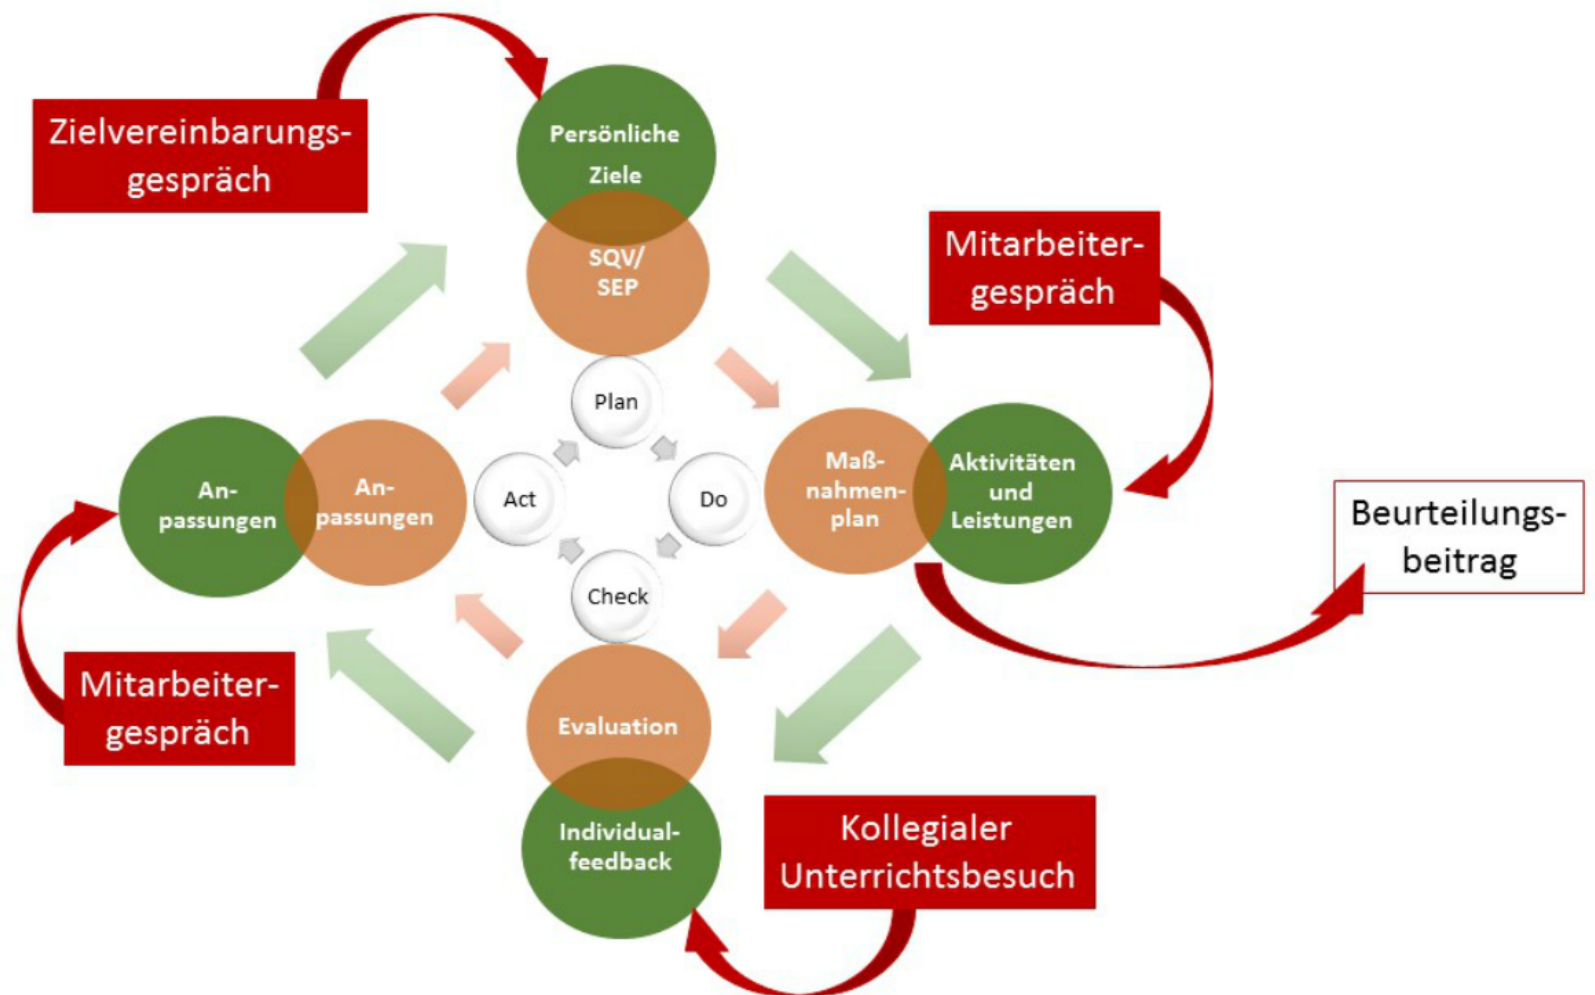 Zielvereinbarungs-
gespräch
Persönliche
Ziele
SQV/
SEP
Mitarbeiter-
gespräch
Plan
Act
Do
Check
An-
passungen
An-
passungen
Maß-
nahmen-
plan
Aktivitäten
und
Leistungen
Beurteilungs-
beitrag
Mitarbeiter-
gespräch
Evaluation
Individual-
feedback
Kollegialer
Unterrichtsbesuch